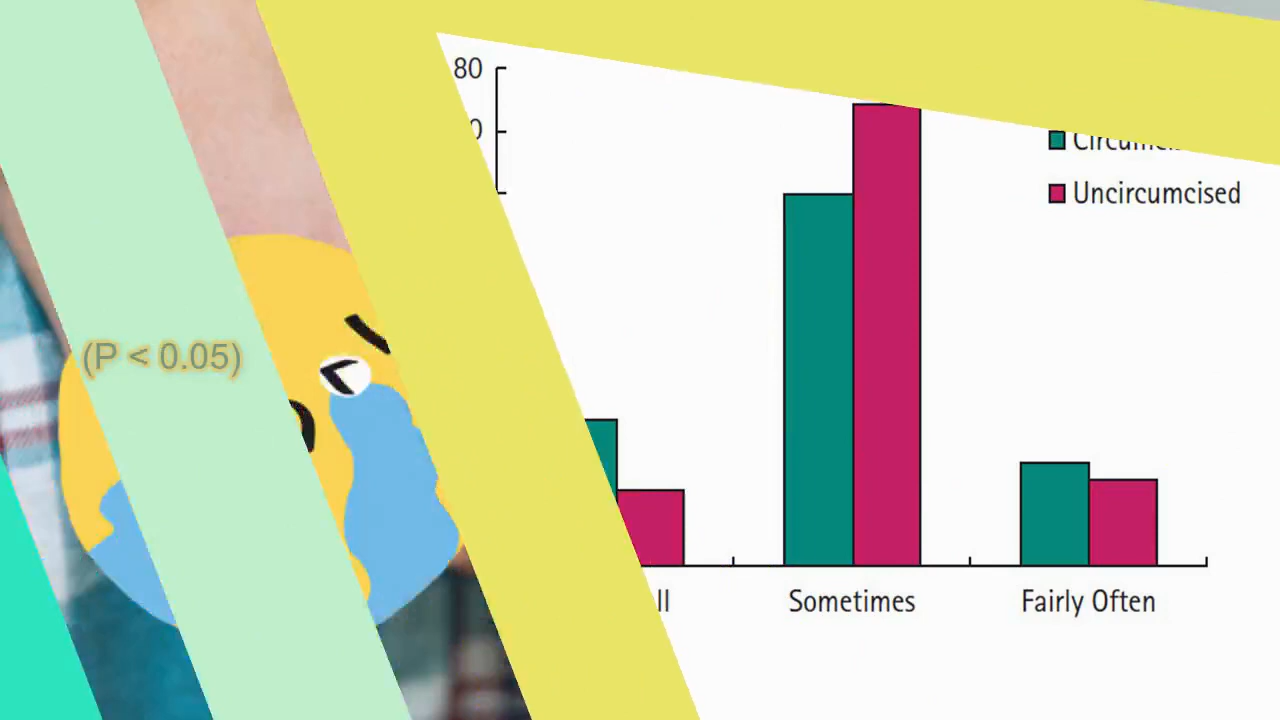 80
Uncircumcised
(P < 0.05)
Sometimes
Fairly Often